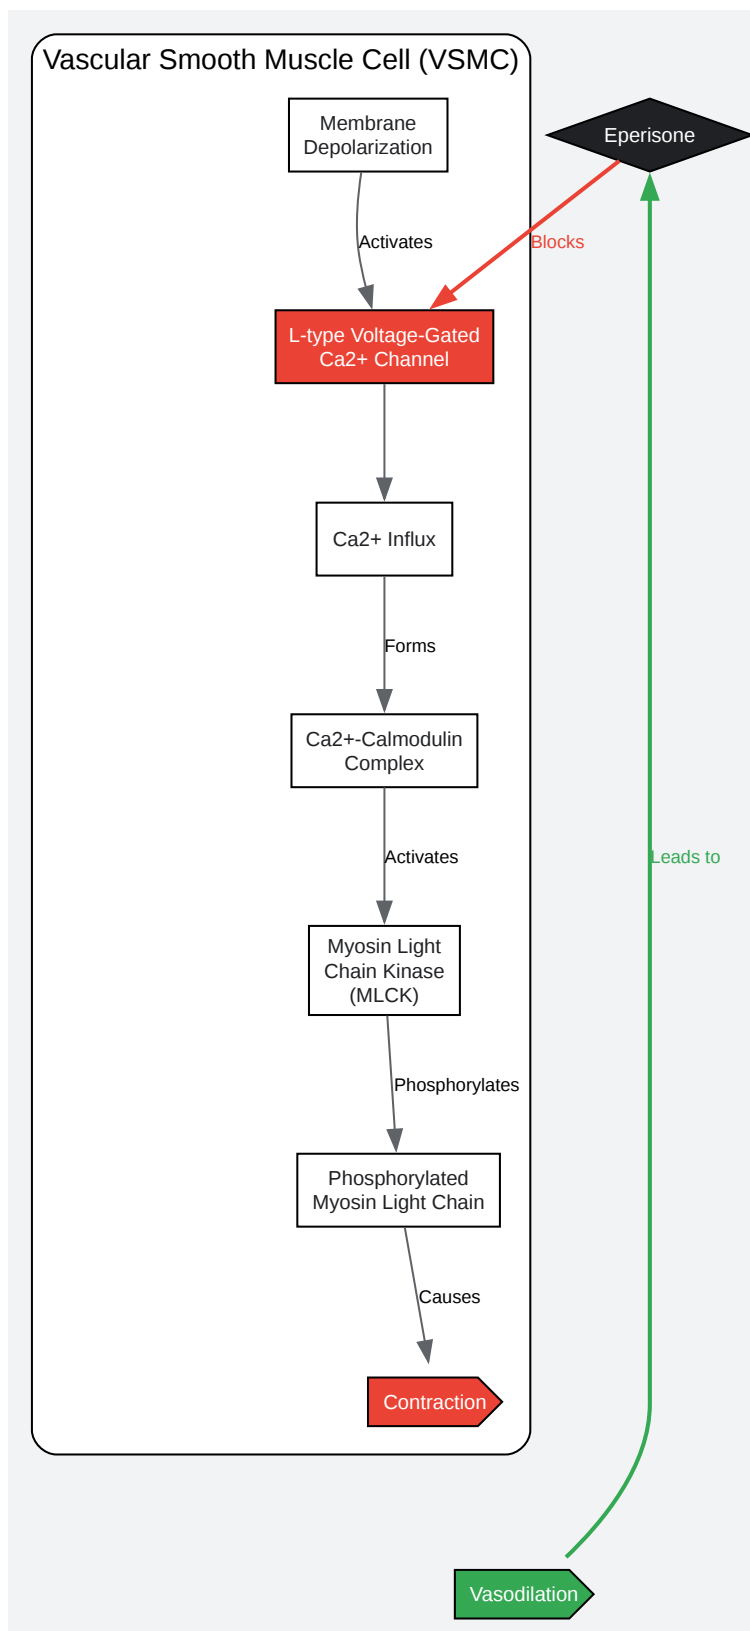 Vascular Smooth Muscle Cell (VSMC)
Membrane
Depolarization
Eperisone
Activates
Blocks
L-type Voltage-Gated
Ca2+ Channel
Ca2+ Influx
Forms
Ca2+-Calmodulin
Complex
Activates
Leads to
Myosin Light
Chain Kinase
(MLCK)
Phosphorylates
Phosphorylated
Myosin Light Chain
Causes
Contraction
Vasodilation